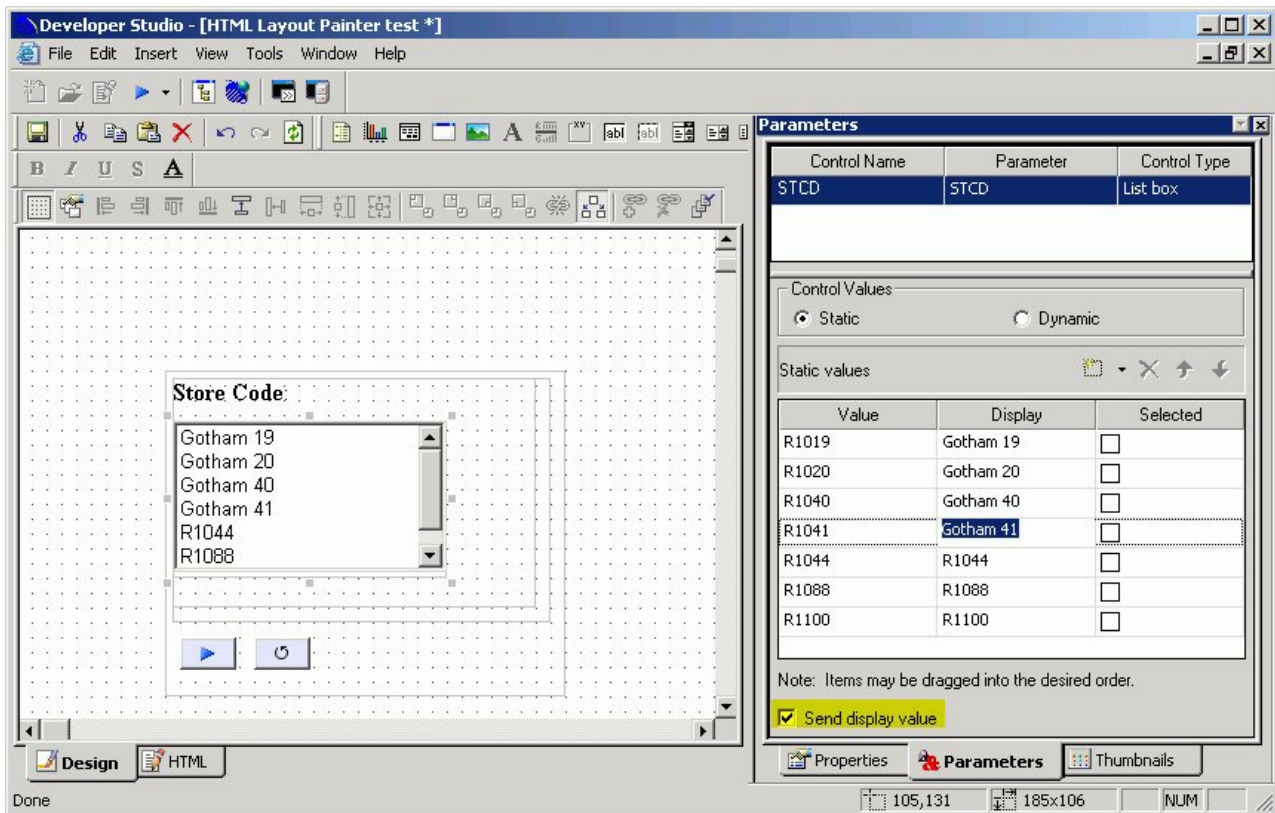 Developer Studio - [HTML Layout Painter test *]
File Edit Insert View Tools Window Help
A
abl
abl
B I U S A
Store Code:
Gotham 19
Gotham 20
Gotham 40
Gotham 41
R1044
R1088
Design HTML
Parameters
Control Name Parameter Control Type
STCD STCD List box
Control Values
Static Dynamic
Static values
Value Display Selected
R1019 Gotham 19
R1020 Gotham 20
R1040 Gotham 40
R1041 Gotham 41
R1044 R1044
R1088 R1088
R1100 R1100
Note: Items may be dragged into the desired order.
Send display value
Properties Parameters Thumbnails
Done 105,131 185x106 NUM